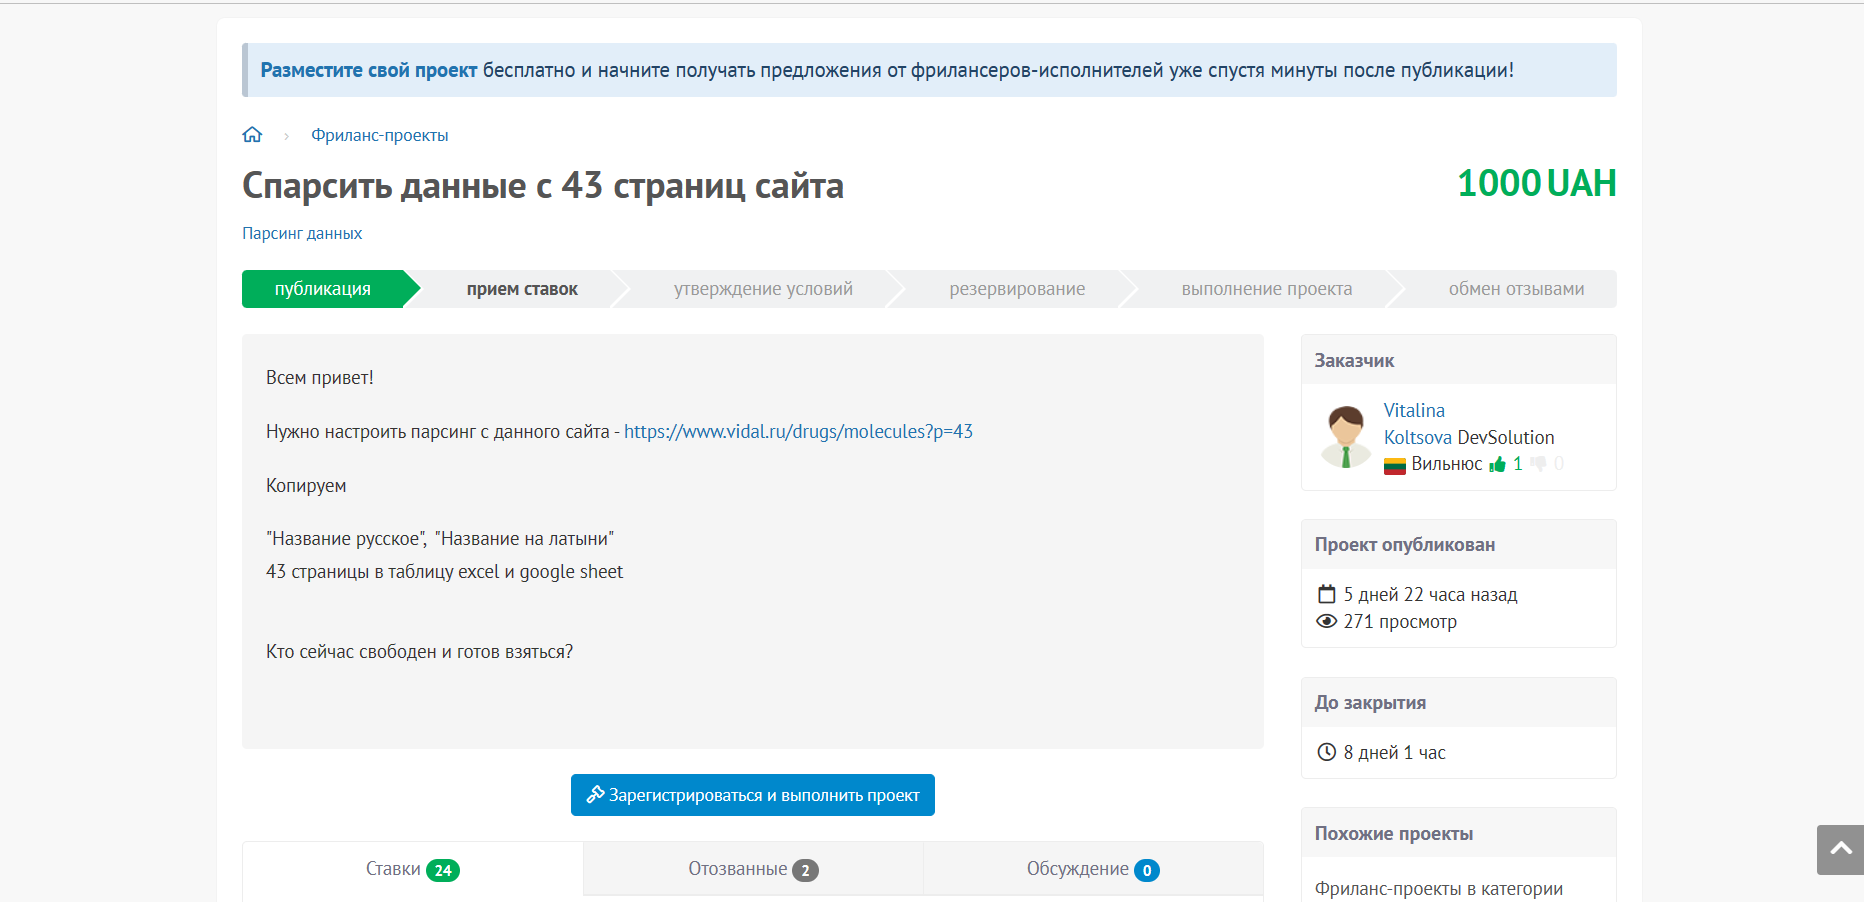 Разместите свой проект бесплатно и начните получать предложения от фрилансеров-исполнителей уже спустя минуты после публикации!
Фриланс-проекты
Спарсить данные с 43 страниц сайта
1000 UAH
Парсинг данных
публикация
прием ставок
утверждение условий
резервирование
выполнение проекта
обмен отзывами
Всем привет!
Нужно настроить парсинг с данного сайта - https://www.vidal.ru/drugs/molecules?p=43
Копируем
"Название русское", "Название на латыни"
43 страницы в таблицу excel и google sheet
Кто сейчас свободен и готов взяться?
Зарегистрироваться и выполнить проект
Ставки 24
Отозванные 2
Обсуждение 0
Заказчик
Vitalina
Koltsova DevSolution
Вильнюс 1 0
Проект опубликован
5 дней 22 часа назад
271 просмотр
До закрытия
8 дней 1 час
Похожие проекты
Фриланс-проекты в категории